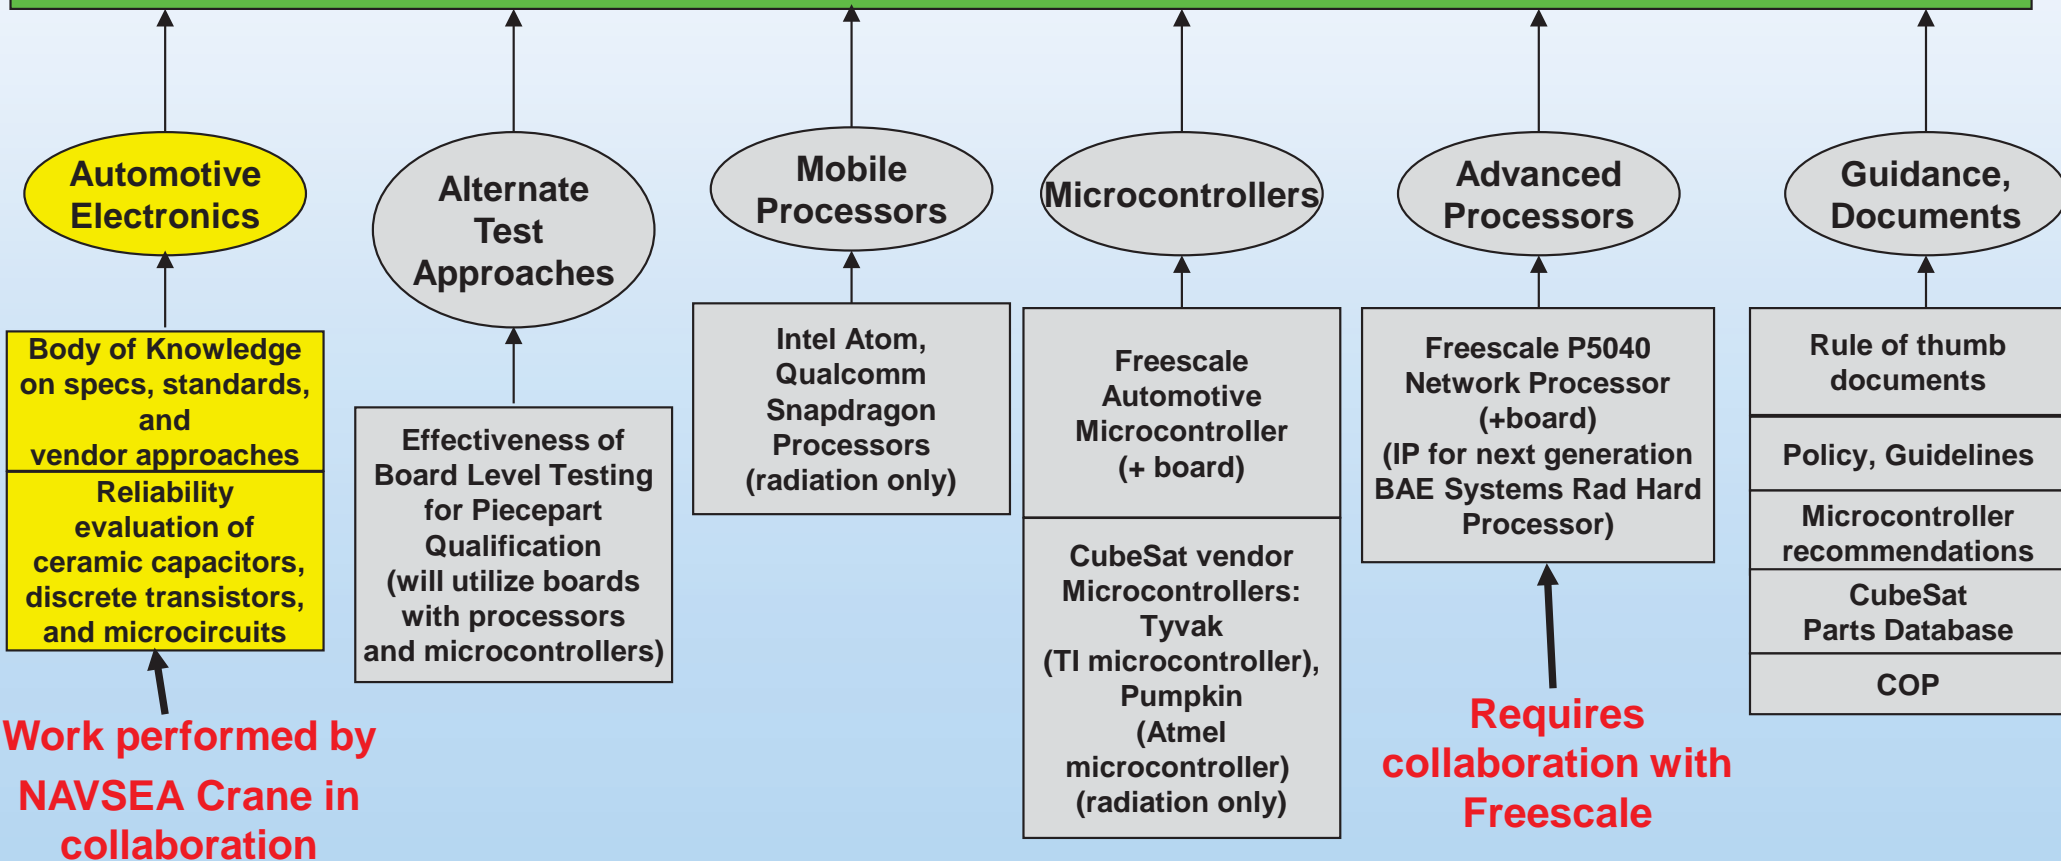 Automotive
Electronics
Alternate
Test
Approaches
Mobile
Processors
Microcontrollers
Advanced
Processors
Guidance,
Documents
Body of Knowledge
on specs, standards,
and
vendor approaches
Reliability
evaluation of
ceramic capacitors,
discrete transistors,
and microcircuits
Work performed by
NAVSEA Crane in
collaboration
Effectiveness of
Board Level Testing
for Piecepart
Qualification
(will utilize boards
with processors
and microcontrollers)
Intel Atom,
Qualcomm
Snapdragon
Processors
(radiation only)
Freescale
Automotive
Microcontroller
(+ board)
CubeSat vendor
Microcontrollers:
Tyvak
(TI microcontroller),
Pumpkin
(Atmel
microcontroller)
(radiation only)
Freescale P5040
Network Processor
(+board)
(IP for next generation
BAE Systems Rad Hard
Processor)
Requires
collaboration with
Freescale
Rule of thumb
documents
Policy, Guidelines
Microcontroller
recommendations
CubeSat
Parts Database
COP